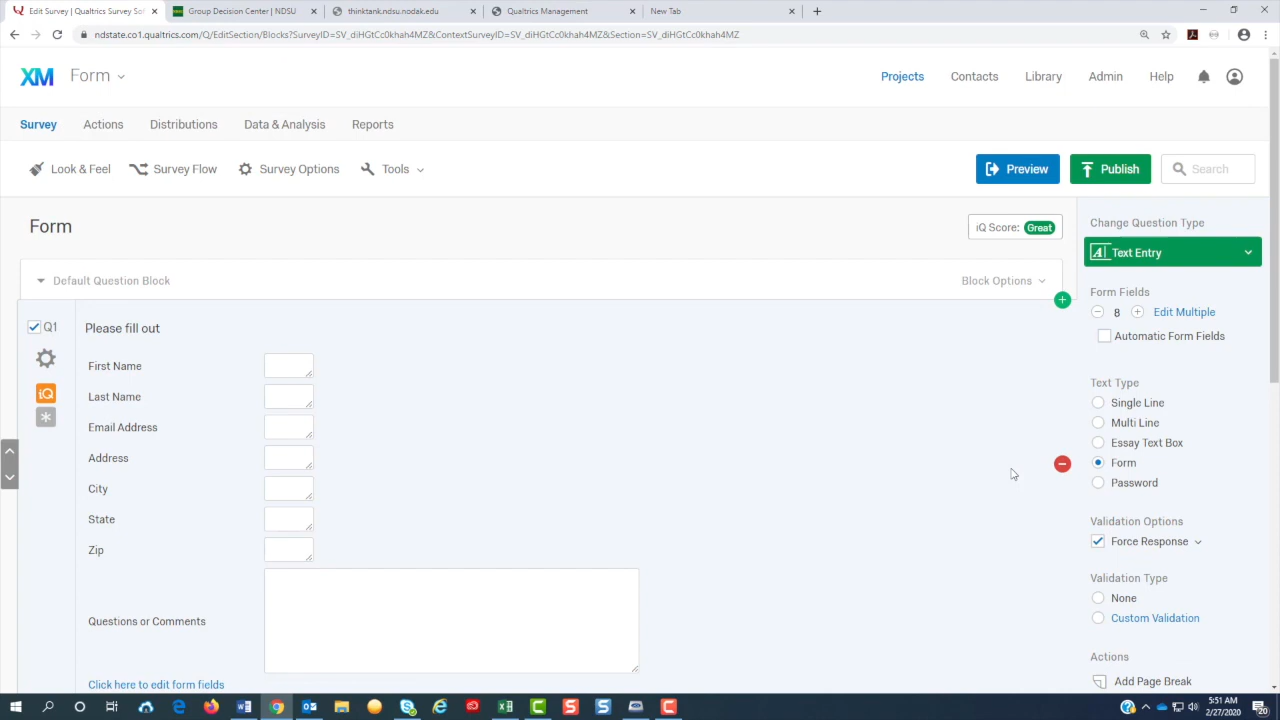 Edit Survey | Qualtrics Survey Sof
Group Decision Center | NDSU
thinktank.ndsu.nodak.edu
Qualtrics Management
New Tab
ndstate.co1.qualtrics.com/Q/EditSection/Blocks?SurveyID=SV_diHGtCc0khah4MZ&ContextSurveyID=SV_diHGtCc0khah4MZ&Section=SV_diHGtCc0khah4MZ
XM Form
Projects Contacts Library Admin Help
Survey Actions Distributions Data & Analysis Reports
Look & Feel Survey Flow Survey Options Tools
Preview Publish Search
Form
iQ Score: Great
Default Question Block
Block Options
Q1
iQ
Please fill out
First Name
Last Name
Email Address
Address
City
State
Zip
Questions or Comments
Click here to edit form fields
Change Question Type
Text Entry
Form Fields
8 Edit Multiple
Automatic Form Fields
Text Type
Single Line
Multi Line
Essay Text Box
Form
Password
Validation Options
Force Response
Validation Type
None
Custom Validation
Actions
Add Page Break
5:51 AM
2/27/2020
20